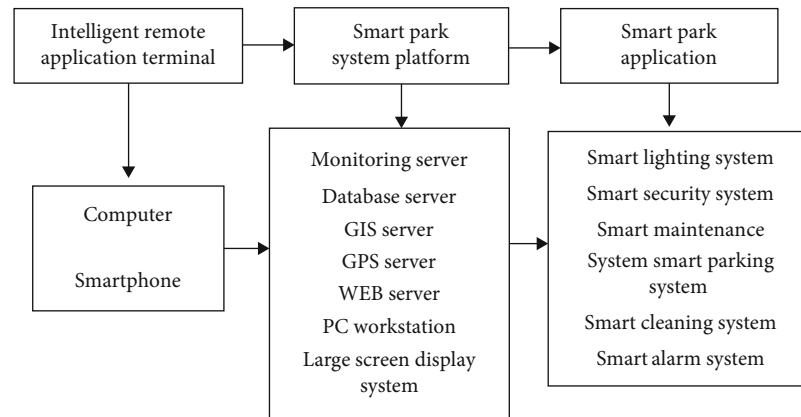 Intelligent remote
application terminal
Smart park
system platform
Smart park
application
Computer
Smartphone
Monitoring server
Database server
GIS server
GPS server
WEB server
PC workstation
Large screen display
system
Smart lighting system
Smart security system
Smart maintenance
System smart parking
system
Smart cleaning system
Smart alarm system